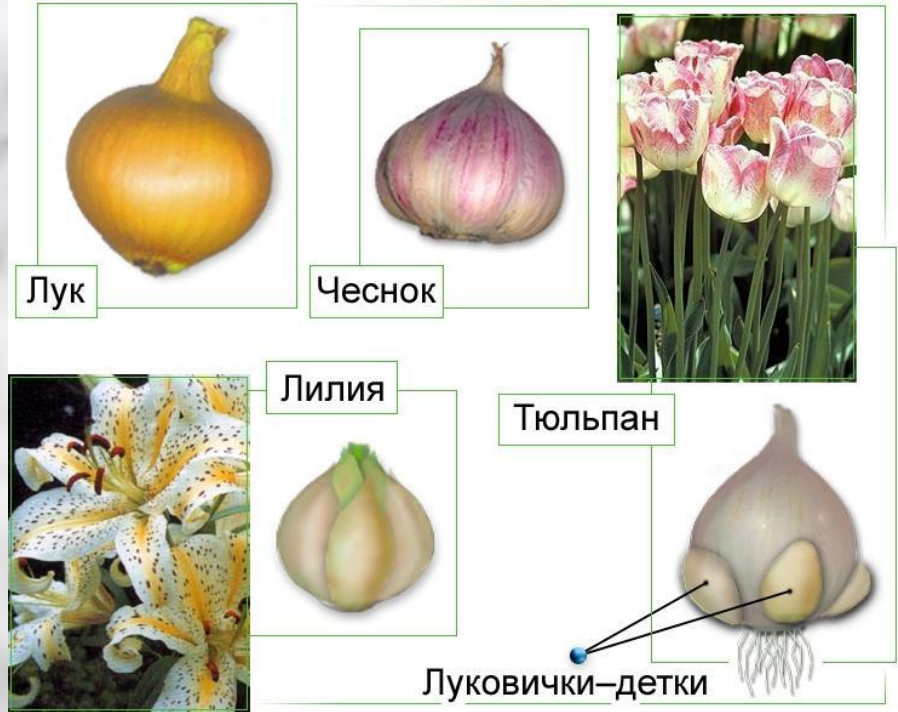 Лук
Чеснок
Лилия
Тюльпан
Луковички–детки